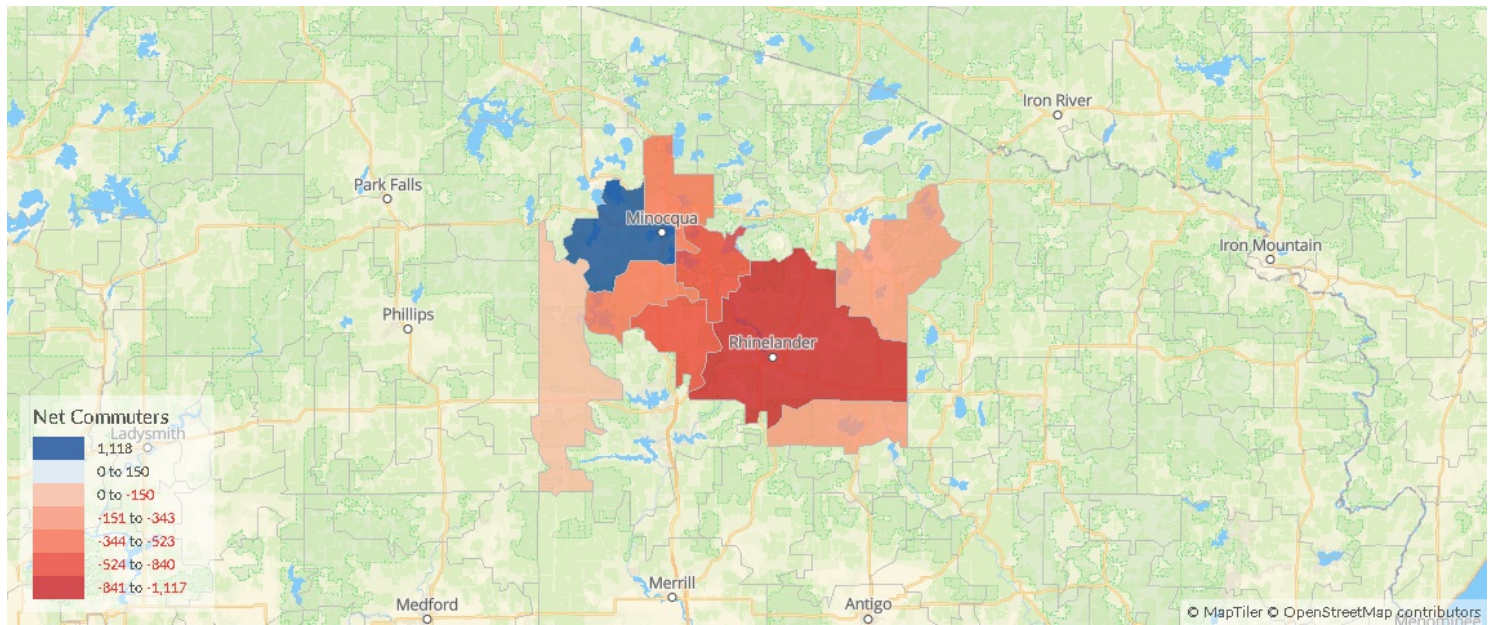 Iron River
Park Falls
Minocqua
Iron Mountain
Phillips
Rhinelander
Net Commuters
Ladysmith
1,118
0 to 150
0 to -150
-151 to -343
-344 to -523
-524 to -840
-841 to -1,117
Merrill
Medford
Antigo
© MapTiler © OpenStreetMap contributors
Menominee